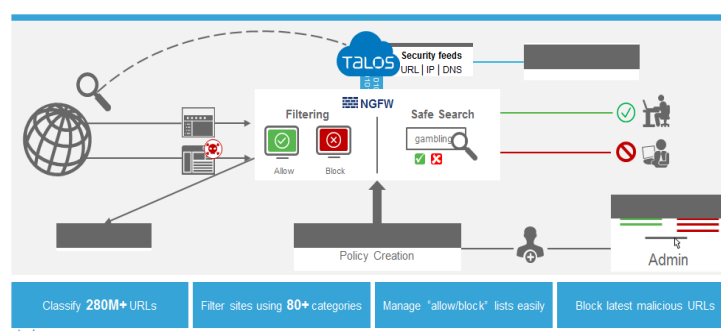 TALOS
Security feeds
URL | IP | DNS
NGFW
Filtering
Safe Search
gambling
Allow
Block
Policy Creation
Admin
Classify 280M+ URLs
Filter sites using 80+ categories
Manage "allow/block" lists easily
Block latest malicious URLs